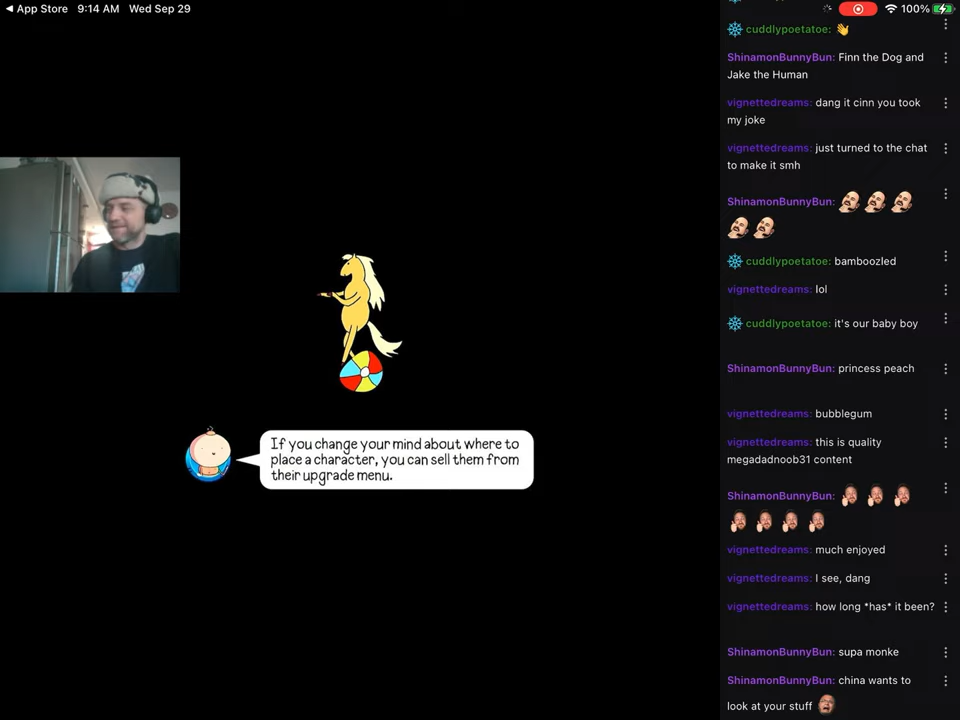 App Store 9:14 AM Wed Sep 29
100%
cuddlypoetatoe:
ShinamonBunnyBun: Finn the Dog and
Jake the Human
vignettedreams: dang it cinn you took
my joke
vignettedreams: just turned to the chat
to make it smh
ShinamonBunnyBun:
cuddlypoetatoe: bamboozled
vignettedreams: lol
cuddlypoetatoe: it's our baby boy
ShinamonBunnyBun: princess peach
vignettedreams: bubblegum
vignettedreams: this is quality
megadadnoob31 content
ShinamonBunnyBun:
vignettedreams: much enjoyed
vignettedreams: I see, dang
vignettedreams: how long *has* it been?
ShinamonBunnyBun: supa monke
ShinamonBunnyBun: china wants to
look at your stuff
If you change your mind about where to
place a character, you can sell them from
their upgrade menu.